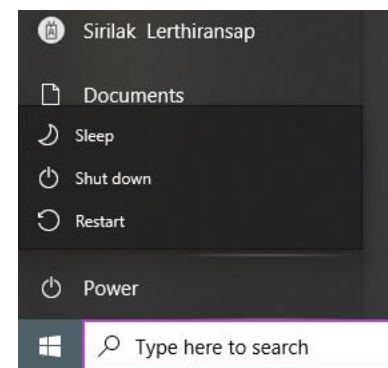 Sirilak Lerthiransap
Documents
Sleep
Shut down
Restart
Power
Type here to search